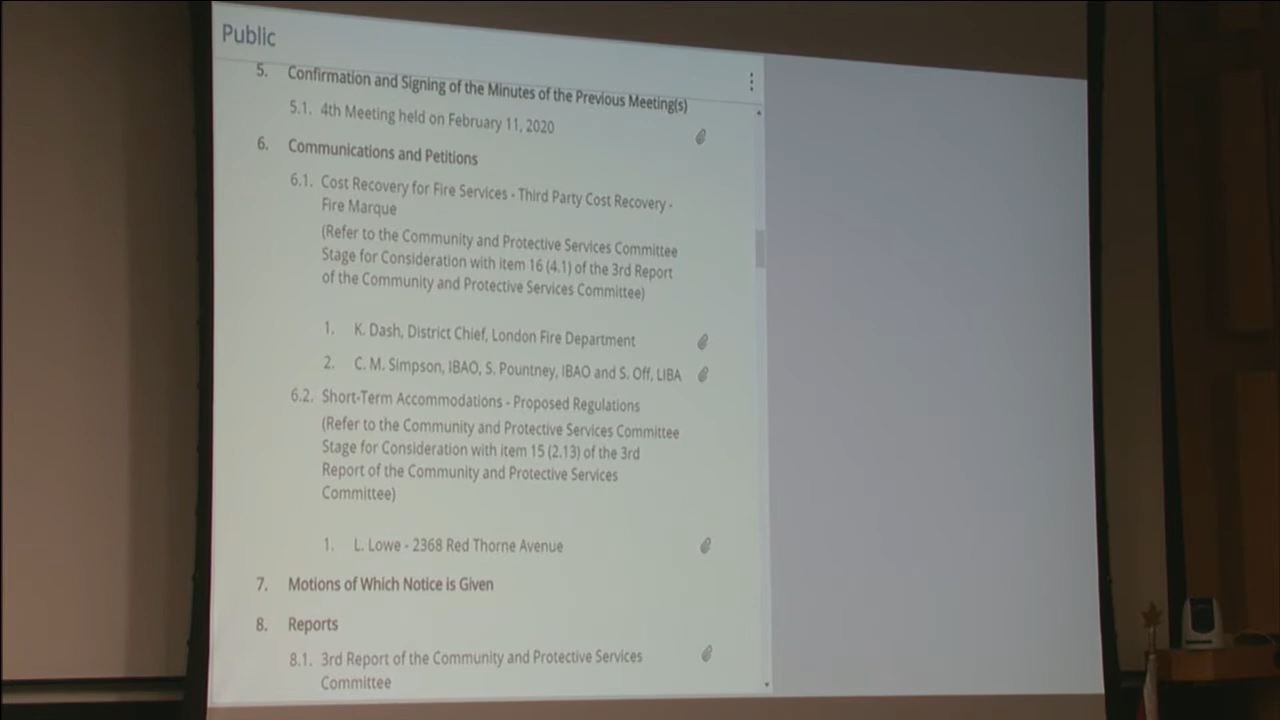 Public
5. Confirmation and Signing of the Minutes of the Previous Meeting(s)
5.1. 4th Meeting held on February 11, 2020
6. Communications and Petitions
6.1. Cost Recovery for Fire Services - Third Party Cost Recovery -
Fire Marque
(Refer to the Community and Protective Services Committee
Stage for Consideration with item 16 (4.1) of the 3rd Report
of the Community and Protective Services Committee)
1. K. Dash, District Chief, London Fire Department
2. C. M. Simpson, IBAO, S. Pountney, IBAO and S. Off, LIBA
6.2. Short-Term Accommodations - Proposed Regulations
(Refer to the Community and Protective Services Committee
Stage for Consideration with item 15 (2.13) of the 3rd
Report of the Community and Protective Services
Committee)
1. L. Lowe - 2368 Red Thorne Avenue
7. Motions of Which Notice is Given
8. Reports
8.1. 3rd Report of the Community and Protective Services
Committee